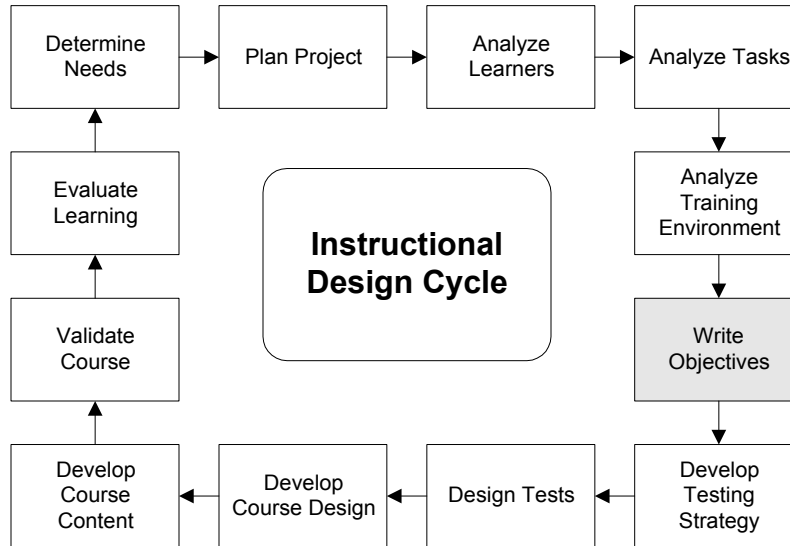 Determine
Needs
Plan Project
Analyze
Learners
Analyze Tasks
Analyze
Training
Environment
Write
Objectives
Develop
Testing
Strategy
Design Tests
Develop
Course Design
Develop
Course
Content
Validate
Course
Evaluate
Learning
Instructional
Design Cycle